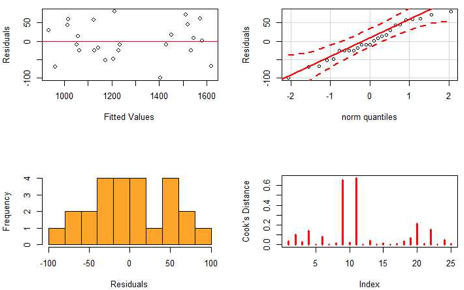 Residuals
-100 0 50
1000 1200 1400 1600
Fitted Values
Residuals
-100 0 50
-2 -1 0 1 2
norm quantiles
Frequency
0 1 2 3 4
-100 -50 0 50 100
Residuals
Cook's Distance
0.0 0.2 0.4 0.6
5 10 15 20 25
Index